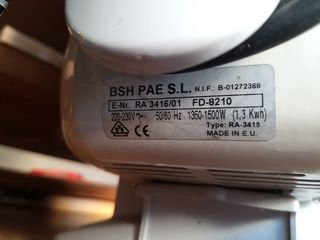 BSH PAE S.L. N.I.F.: B-01272368
E-Nr. RA 3416/01 FD-8210
220-230V ~ 50/60 Hz 1350-1500W (1,3 Kwh)
Type: RA-3415
MADE IN E.U.